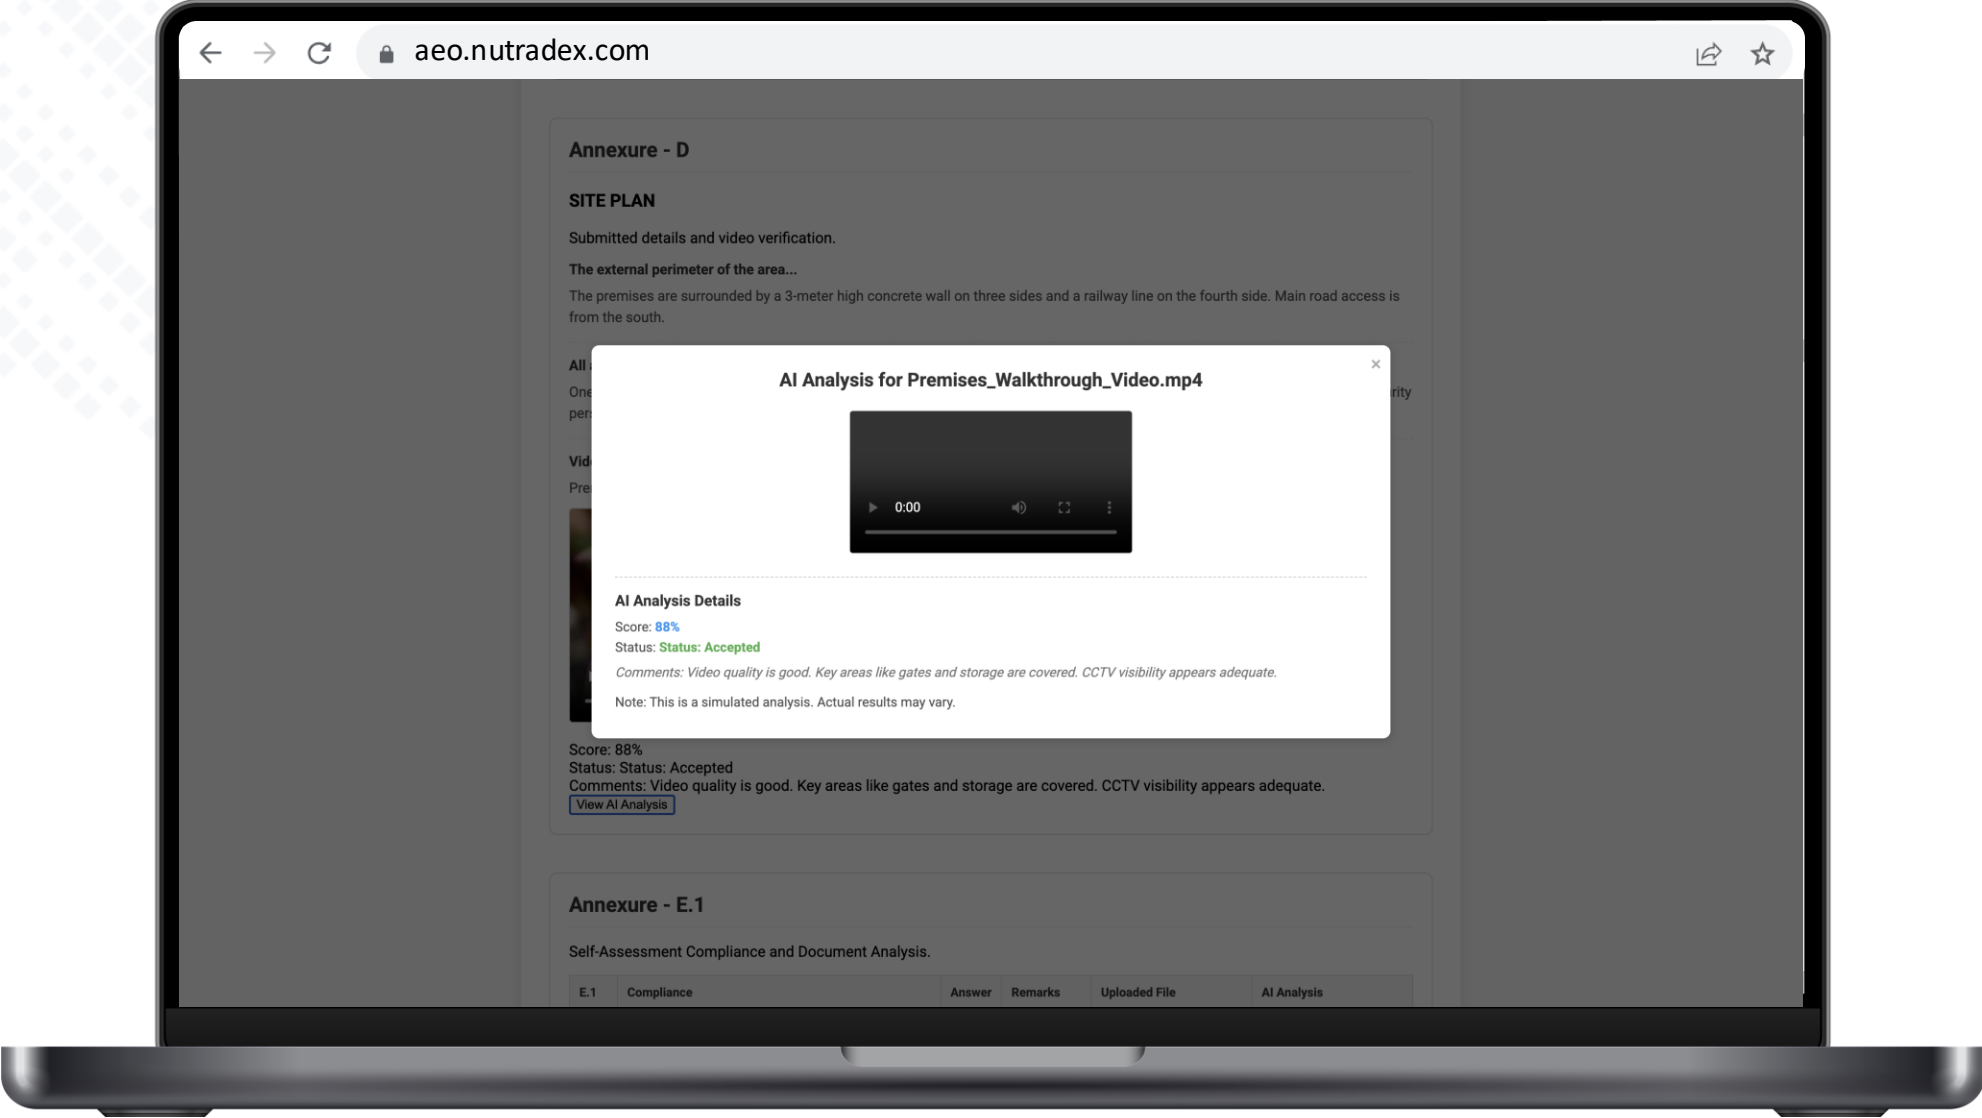 aeo.nutradex.com
Annexure - D
SITE PLAN
Submitted details and video verification.
The external perimeter of the area...
The premises are surrounded by a 3-meter high concrete wall on three sides and a railway line on the fourth side. Main road access is
from the south.
All
One
rity
per
Vid
Pre
AI Analysis for Premises_Walkthrough_Video.mp4
×
0:00
AI Analysis Details
Score: 88%
Status: Status: Accepted
Comments: Video quality is good. Key areas like gates and storage are covered. CCTV visibility appears adequate.
Note: This is a simulated analysis. Actual results may vary.
Score: 88%
Status: Status: Accepted
Comments: Video quality is good. Key areas like gates and storage are covered. CCTV visibility appears adequate.
View AI Analysis
Annexure - E.1
Self-Assessment Compliance and Document Analysis.
E.1 Compliance Answer Remarks Uploaded File AI Analysis